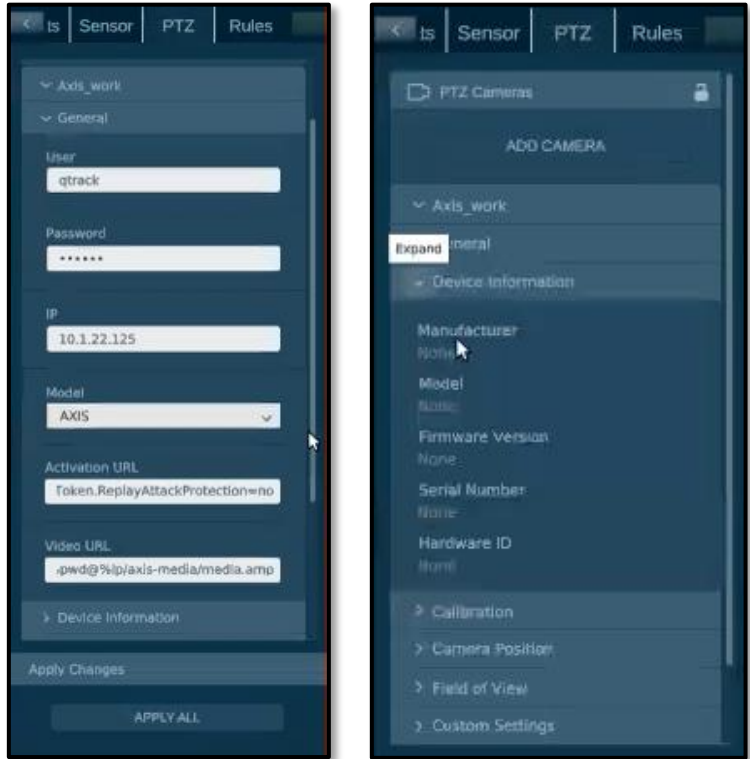 ts Sensor PTZ Rules
Axis_work
General
User
qtrack
Password
••••••
IP
10.1.22.125
Model
AXIS
Activation URL
Token.ReplayAttackProtection=no
Video URL
pwd@%ip/axis-media/media.amp
Device Information
Apply Changes
APPLY ALL
ts Sensor PTZ Rules
PTZ Cameras
ADD CAMERA
Axis_work
Expand neral
Device Information
Manufacturer
None
Model
None
Firmware Version
None
Serial Number
None
Hardware ID
None
Calibration
Camera Position
Field of View
Custom Settings